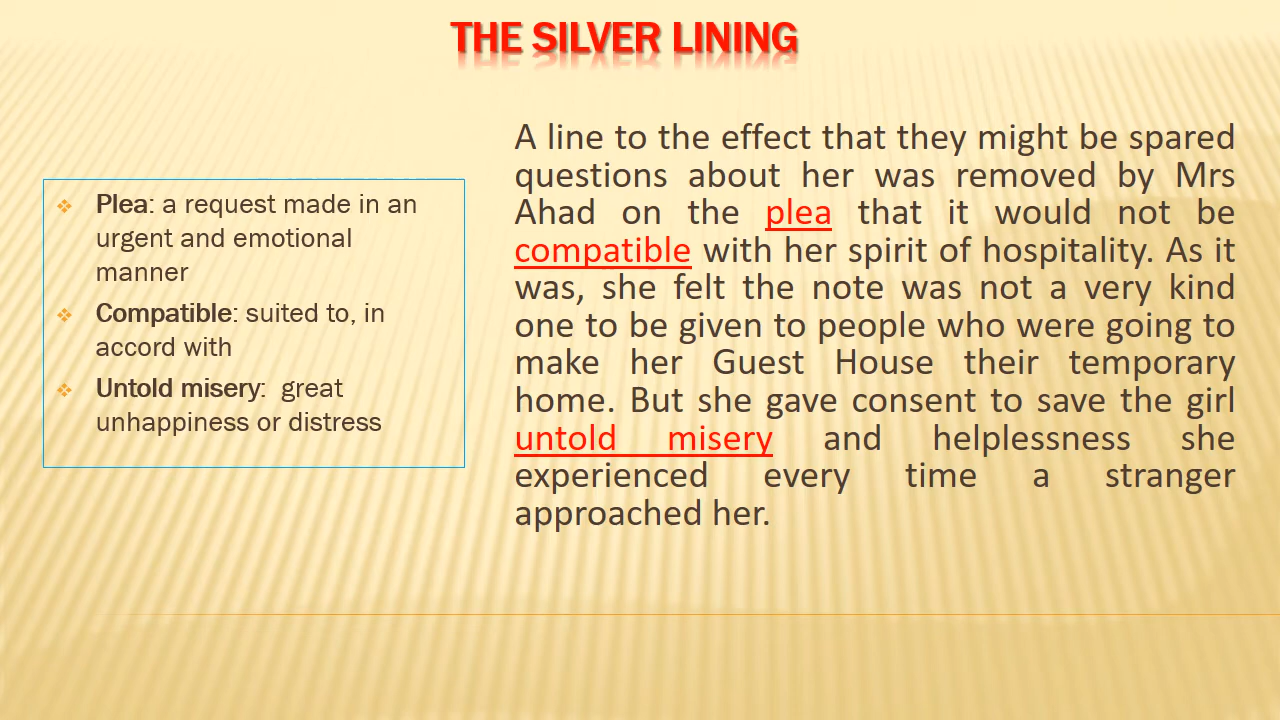 THE SILVER LINING
❖ Plea: a request made in an
urgent and emotional
manner
❖ Compatible: suited to, in
accord with
❖ Untold misery: great
unhappiness or distress
A line to the effect that they might be spared
questions about her was removed by Mrs
Ahad on the plea that it would not be
compatible with her spirit of hospitality. As it
was, she felt the note was not a very kind
one to be given to people who were going to
make her Guest House their temporary
home. But she gave consent to save the girl
untold misery and helplessness she
experienced every time a stranger
approached her.